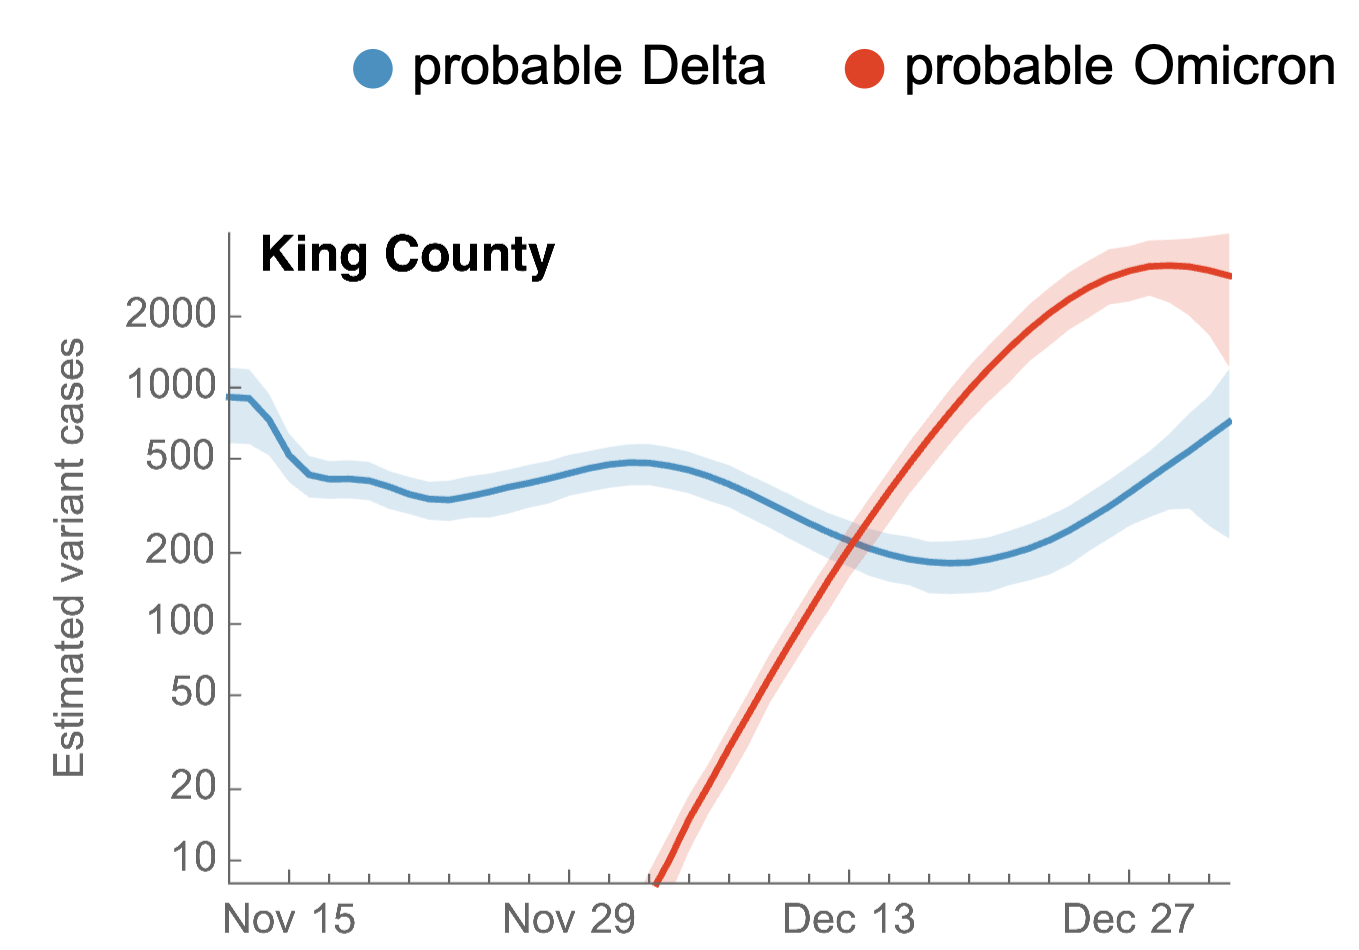 probable Delta probable Omicron
King County
Estimated variant cases
2000
1000
500
200
100
50
20
10
Nov 15 Nov 29 Dec 13 Dec 27